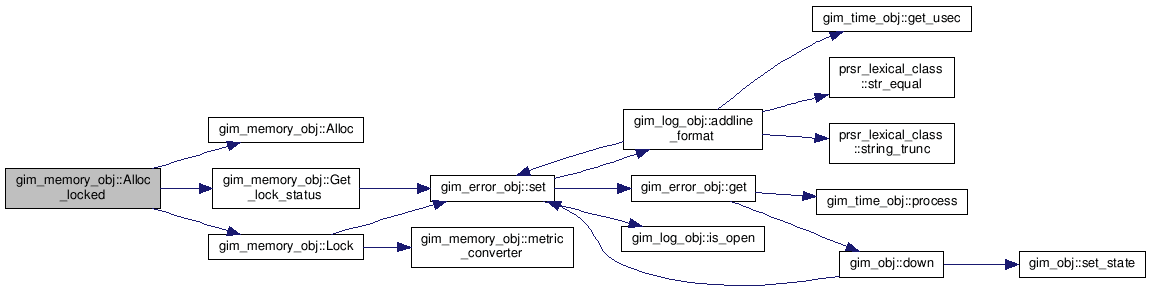 gim_memory_obj::Alloc
_locked
gim_memory_obj::Alloc
gim_memory_obj::Get
_lock_status
gim_memory_obj::Lock
gim_error_obj::set
gim_memory_obj::metric
_converter
gim_log_obj::addline
_format
gim_error_obj::get
gim_log_obj::is_open
gim_time_obj::get_usec
prsr_lexical_class
::str_equal
prsr_lexical_class
::string_trunc
gim_time_obj::process
gim_obj::down
gim_obj::set_state